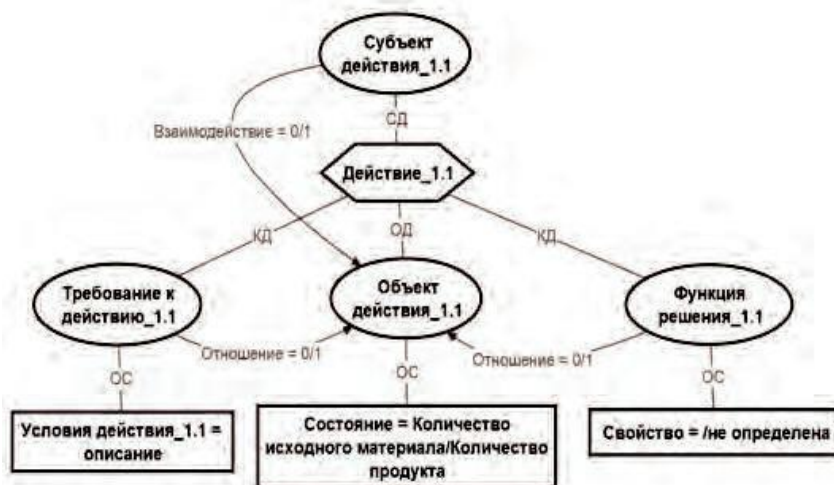 Субъект
действия_1.1
СД
Взаимодействие = 0/1
Действие_1.1
КД
ОД
КД
Требование к
действию_1.1
Объект
действия_1.1
Функция
решения_1.1
Отношение = 0/1
Отношение = 0/1
ОС
ОС
ОС
Условия действия_1.1 =
описание
Состояние = Количество
исходного материала/Количество
продукта
Свойство = /не определена